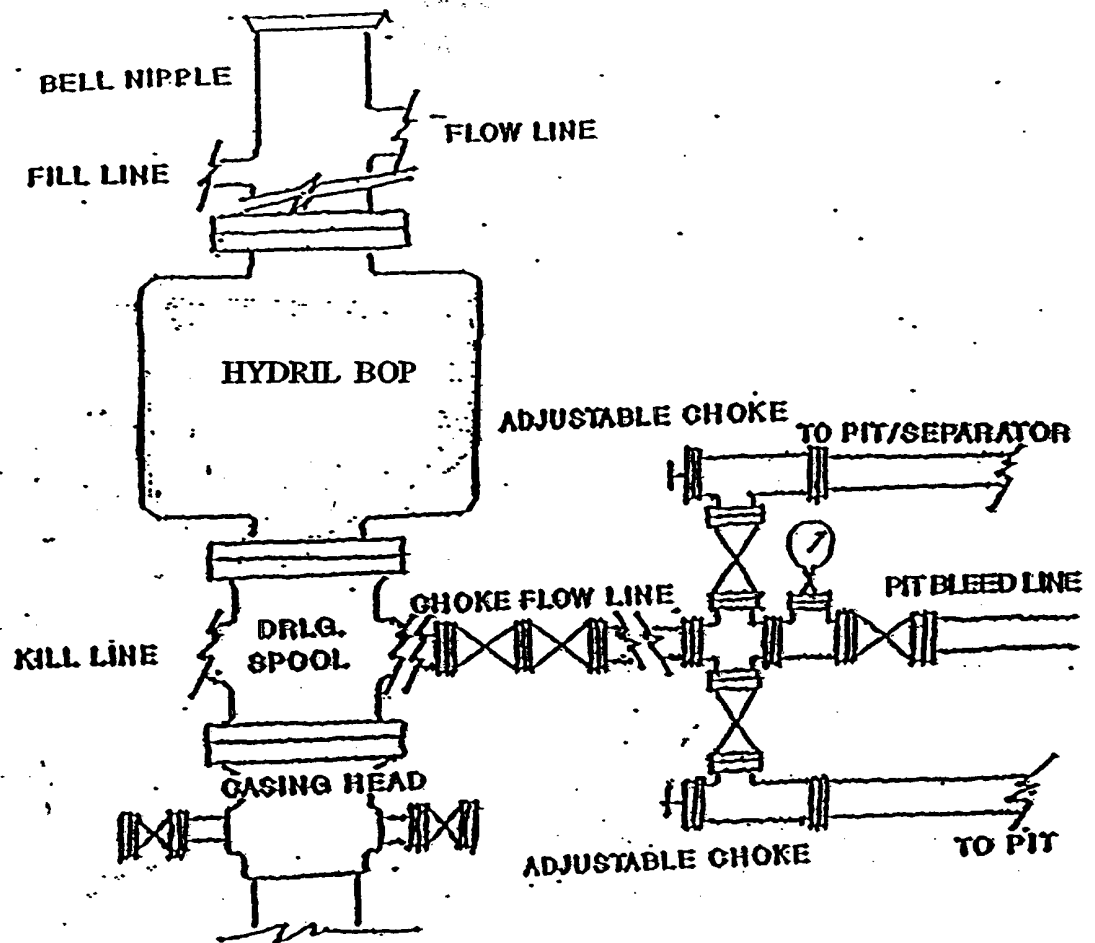 BELL NIPPLE
FLOW LINE
FILL LINE
HYDRIL BOP
ADJUSTABLE CHOKE
TO PIT/SEPARATOR
PIT BLEED LINE
CHOKE FLOW LINE
DRLG.
SPOOL
KILL LINE
CASING HEAD
ADJUSTABLE CHOKE
TO PIT